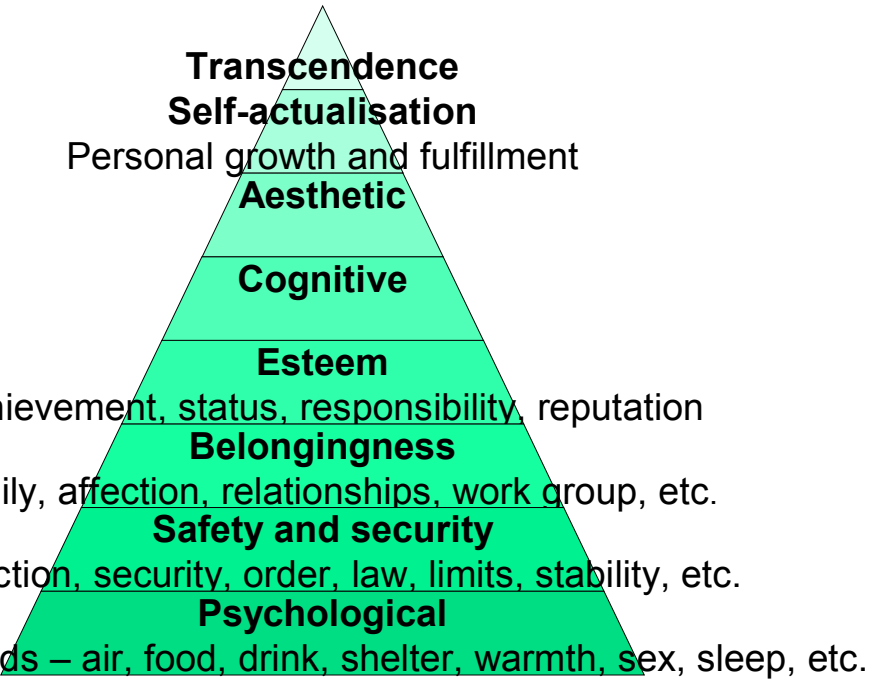 Transcendence
Self-actualisation
Personal growth and fulfillment
Aesthetic
Cognitive
Esteem
hievement, status, responsibility, reputation
Belongingness
ily, affection, relationships, work group, etc.
Safety and security
ction, security, order, law, limits, stability, etc.
Psychological
ds – air, food, drink, shelter, warmth, sex, sleep, etc.